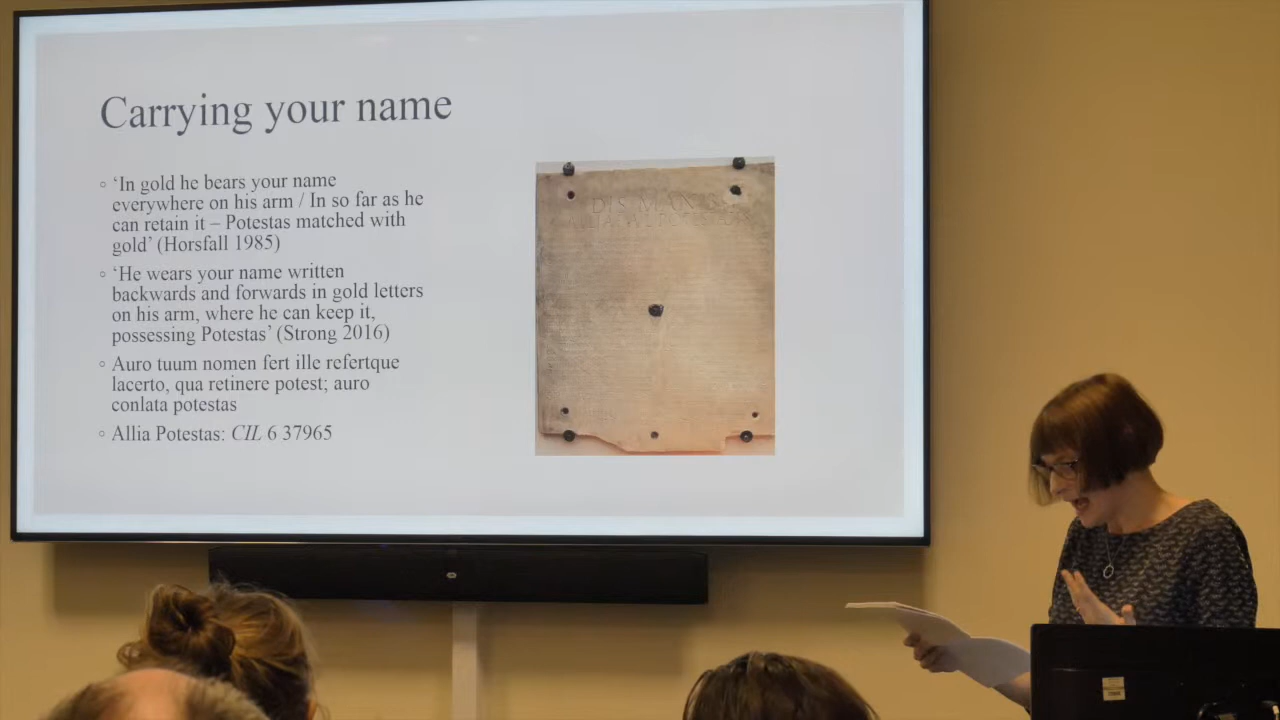 Carrying your name
‘In gold he bears your name
everywhere on his arm / In so far as he
can retain it – Potestas matched with
gold’ (Horsfall 1985)
‘He wears your name written
backwards and forwards in gold letters
on his arm, where he can keep it,
possessing Potestas’ (Strong 2016)
Auro tuum nomen fert ille refertque
lacerto, qua retinere potest; auro
conlata potestas
Allia Potestas: CIL 6 37965
DIS MAN